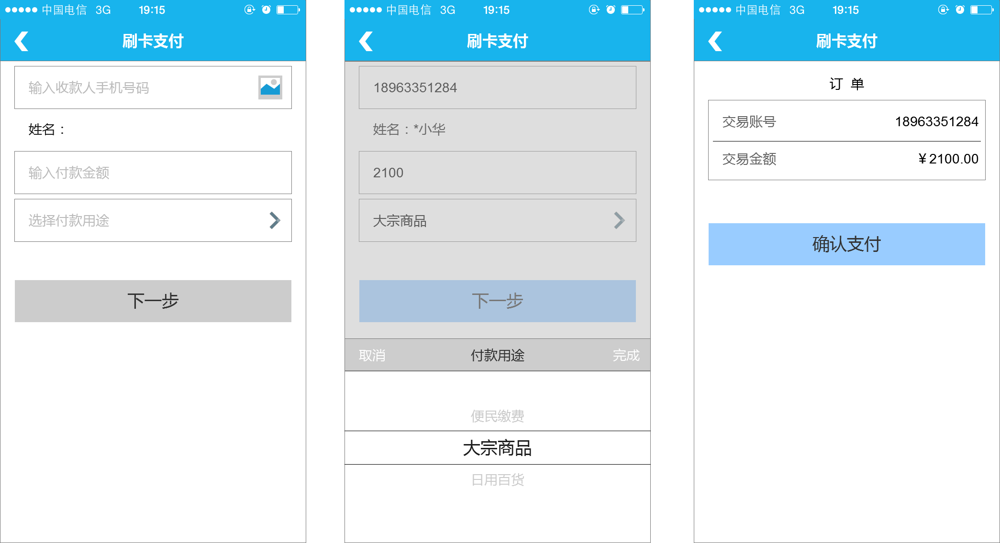 中国电信 3G 19:15
刷卡支付
输入收款人手机号码
姓名：
输入付款金额
选择付款用途
下一步
中国电信 3G 19:15
刷卡支付
18963351284
姓名：*小华
2100
大宗商品
下一步
取消 付款用途 完成
便民缴费
大宗商品
日用百货
中国电信 3G 19:15
刷卡支付
订 单
交易账号 18963351284
交易金额 ￥2100.00
确认支付